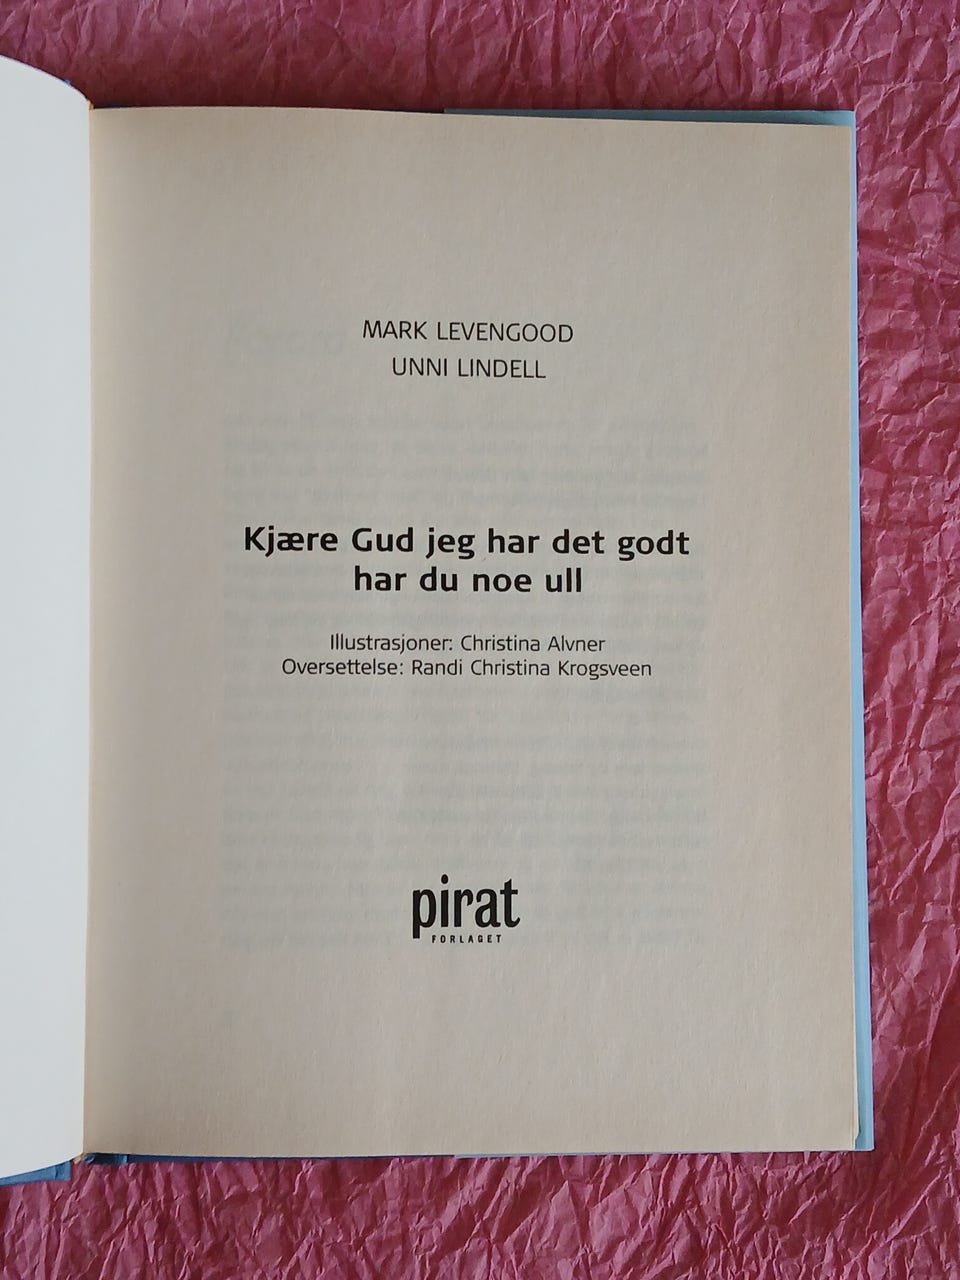 MARK LEVENGOOD
UNNI LINDELL
Kjære Gud jeg har det godt
har du noe ull
Illustrasjoner: Christina Alvner
Oversettelse: Randi Christina Krogsveen
pirat
FORLAGET